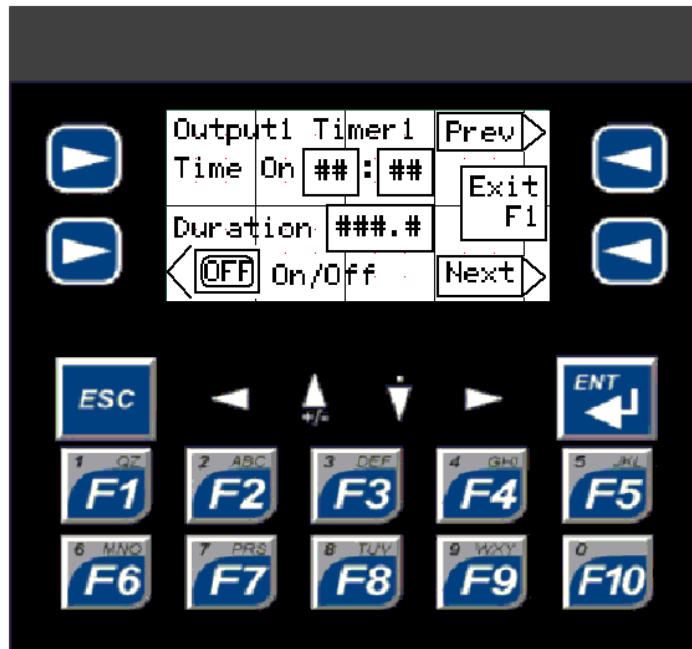 Output1 Timer1 Prev
Time On ##:##
Exit
F1
Duration ###.#
OFF On/Off Next
ESC +/- . ENT
1 QZ 2 ABC 3 DEF 4 GHI 5 JKL
F1 F2 F3 F4 F5
6 MNO 7 PRS 8 TUV 9 WXY 0
F6 F7 F8 F9 F10